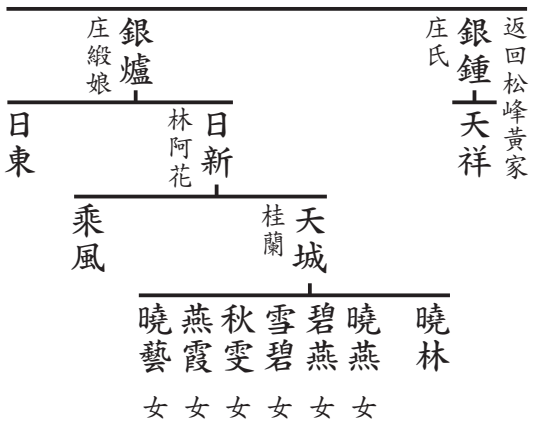 返回松峰黃家
銀鍾
庄氏
銀爐
庄緞娘
天祥
日新
林阿花
日東
天城
桂蘭
乘風
曉林
曉燕 女
碧燕 女
雪碧 女
秋雯 女
燕霞 女
曉藝 女